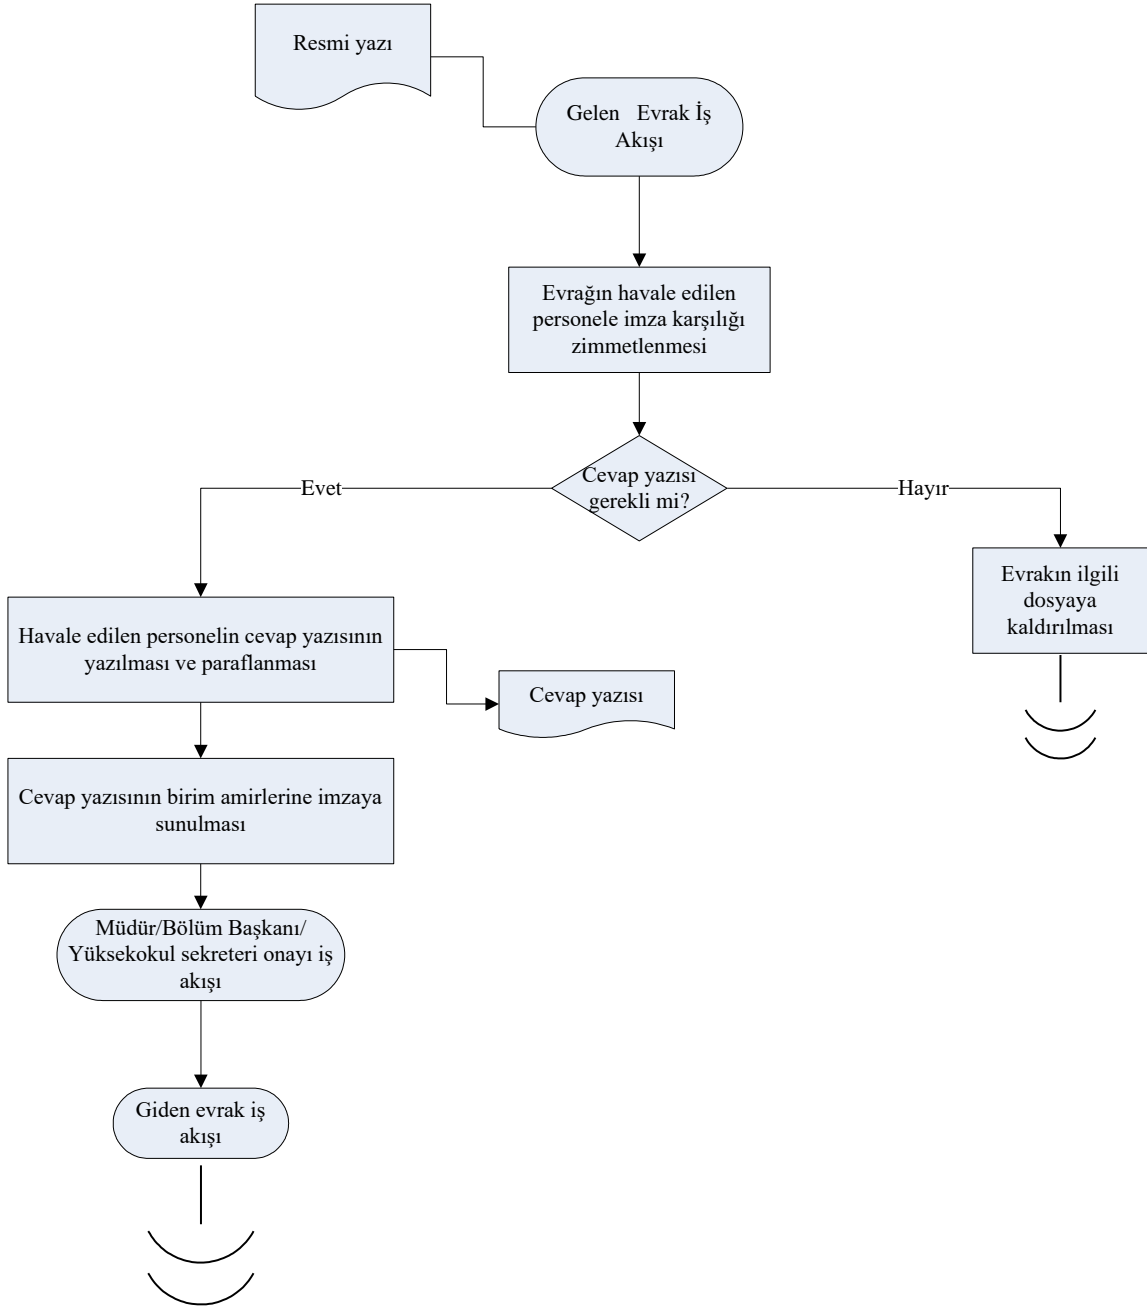 Resmi yazı
Gelen   Evrak İş
Akışı
Evrağın havale edilen
personele imza karşılığı
zimmetlenmesi
Cevap yazısı
gerekli mi?
Evet
Hayır
Evrakın ilgili
dosyaya
kaldırılması
Havale edilen personelin cevap yazısının
yazılması ve paraflanması
Cevap yazısı
Cevap yazısının birim amirlerine imzaya
sunulması
Müdür/Bölüm Başkanı/
Yüksekokul sekreteri onayı iş
akışı
Giden evrak iş
akışı